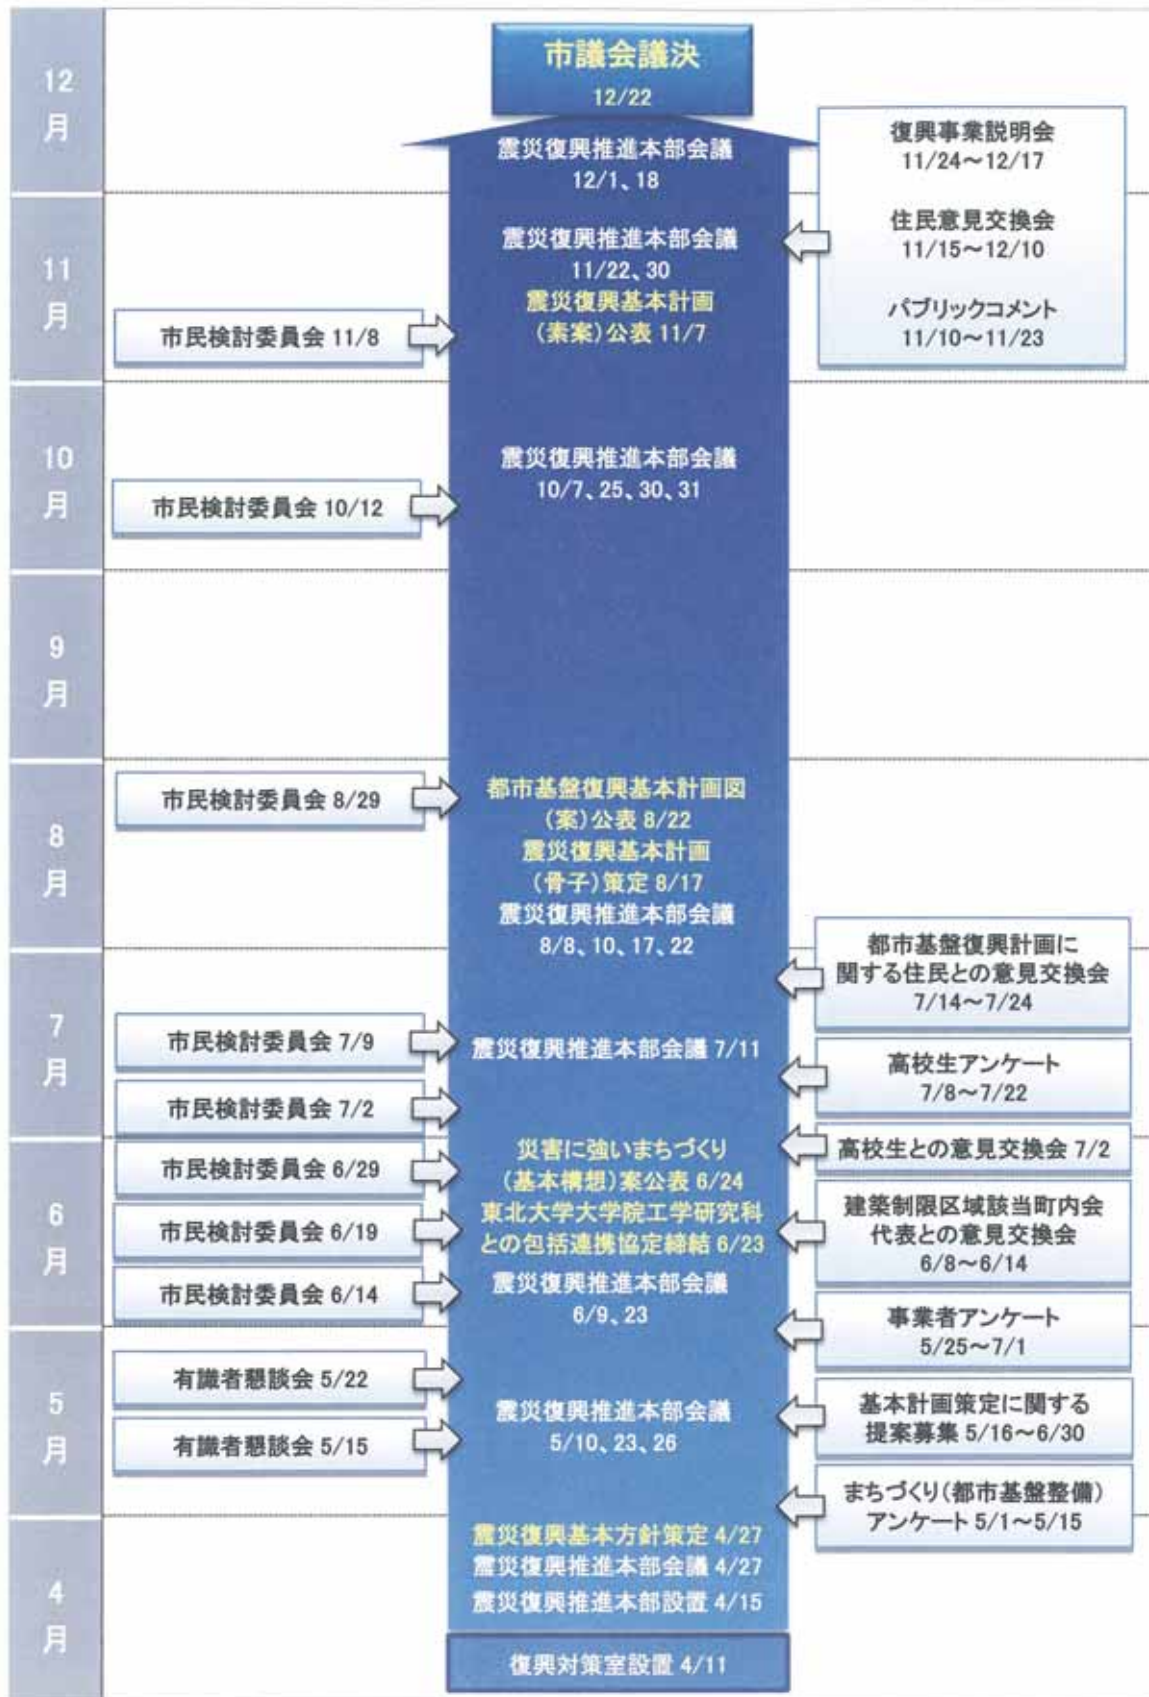 12
月
市議会議決
12/22
震災復興推進本部会議
12/1、18
復興事業説明会
11/24～12/17
住民意見交換会
11/15～12/10
パブリックコメント
11/10～11/23
11
月
震災復興推進本部会議
11/22、30
震災復興基本計画
(素案)公表 11/7
市民検討委員会 11/8
10
月
震災復興推進本部会議
10/7、25、30、31
市民検討委員会 10/12
9
月
8
月
市民検討委員会 8/29
都市基盤復興基本計画図
(案)公表 8/22
震災復興基本計画
(骨子)策定 8/17
震災復興推進本部会議
8/8、10、17、22
都市基盤復興計画に
関する住民との意見交換会
7/14～7/24
7
月
市民検討委員会 7/9
震災復興推進本部会議 7/11
高校生アンケート
7/8～7/22
市民検討委員会 7/2
高校生との意見交換会 7/2
6
月
市民検討委員会 6/29
災害に強いまちづくり
(基本構想)案公表 6/24
市民検討委員会 6/19
東北大学大学院工学研究科
との包括連携協定締結 6/23
建築制限区域該当町内会
代表との意見交換会
6/8～6/14
市民検討委員会 6/14
震災復興推進本部会議
6/9、23
事業者アンケート
5/25～7/1
5
月
有識者懇談会 5/22
有識者懇談会 5/15
震災復興推進本部会議
5/10、23、26
基本計画策定に関する
提案募集 5/16～6/30
まちづくり(都市基盤整備)
アンケート 5/1～5/15
4
月
震災復興基本方針策定 4/27
震災復興推進本部会議 4/27
震災復興推進本部設置 4/15
復興対策室設置 4/11